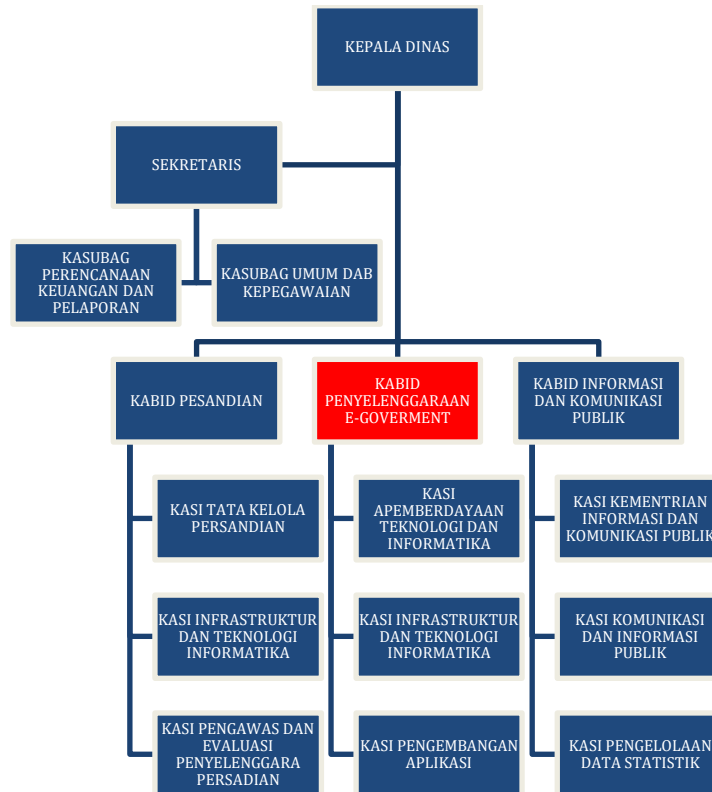 KEPALA DINAS
SEKRETARIS
KASUBAG
PERENCANAAN
KEUANGAN DAN
PELAPORAN
KASUBAG UMUM DAB
KEPEGAWAIAN
KABID PESANDIAN
KABID
PENYELENGGARAAN
E-GOVERMENT
KABID INFORMASI
DAN KOMUNIKASI
PUBLIK
KASI TATA KELOLA
PERSANDIAN
KASI
APEMBERDAYAAN
TEKNOLOGI DAN
INFORMATIKA
KASI KEMENTRIAN
INFORMASI DAN
KOMUNIKASI PUBLIK
KASI INFRASTRUKTUR
DAN TEKNOLOGI
INFORMATIKA
KASI INFRASTRUKTUR
DAN TEKNOLOGI
INFORMATIKA
KASI KOMUNIKASI
DAN INFORMASI
PUBLIK
KASI PENGAWAS DAN
EVALUASI
PENYELENGGARA
PERSADIAN
KASI PENGEMBANGAN
APLIKASI
KASI PENGELOLAAN
DATA STATISTIK